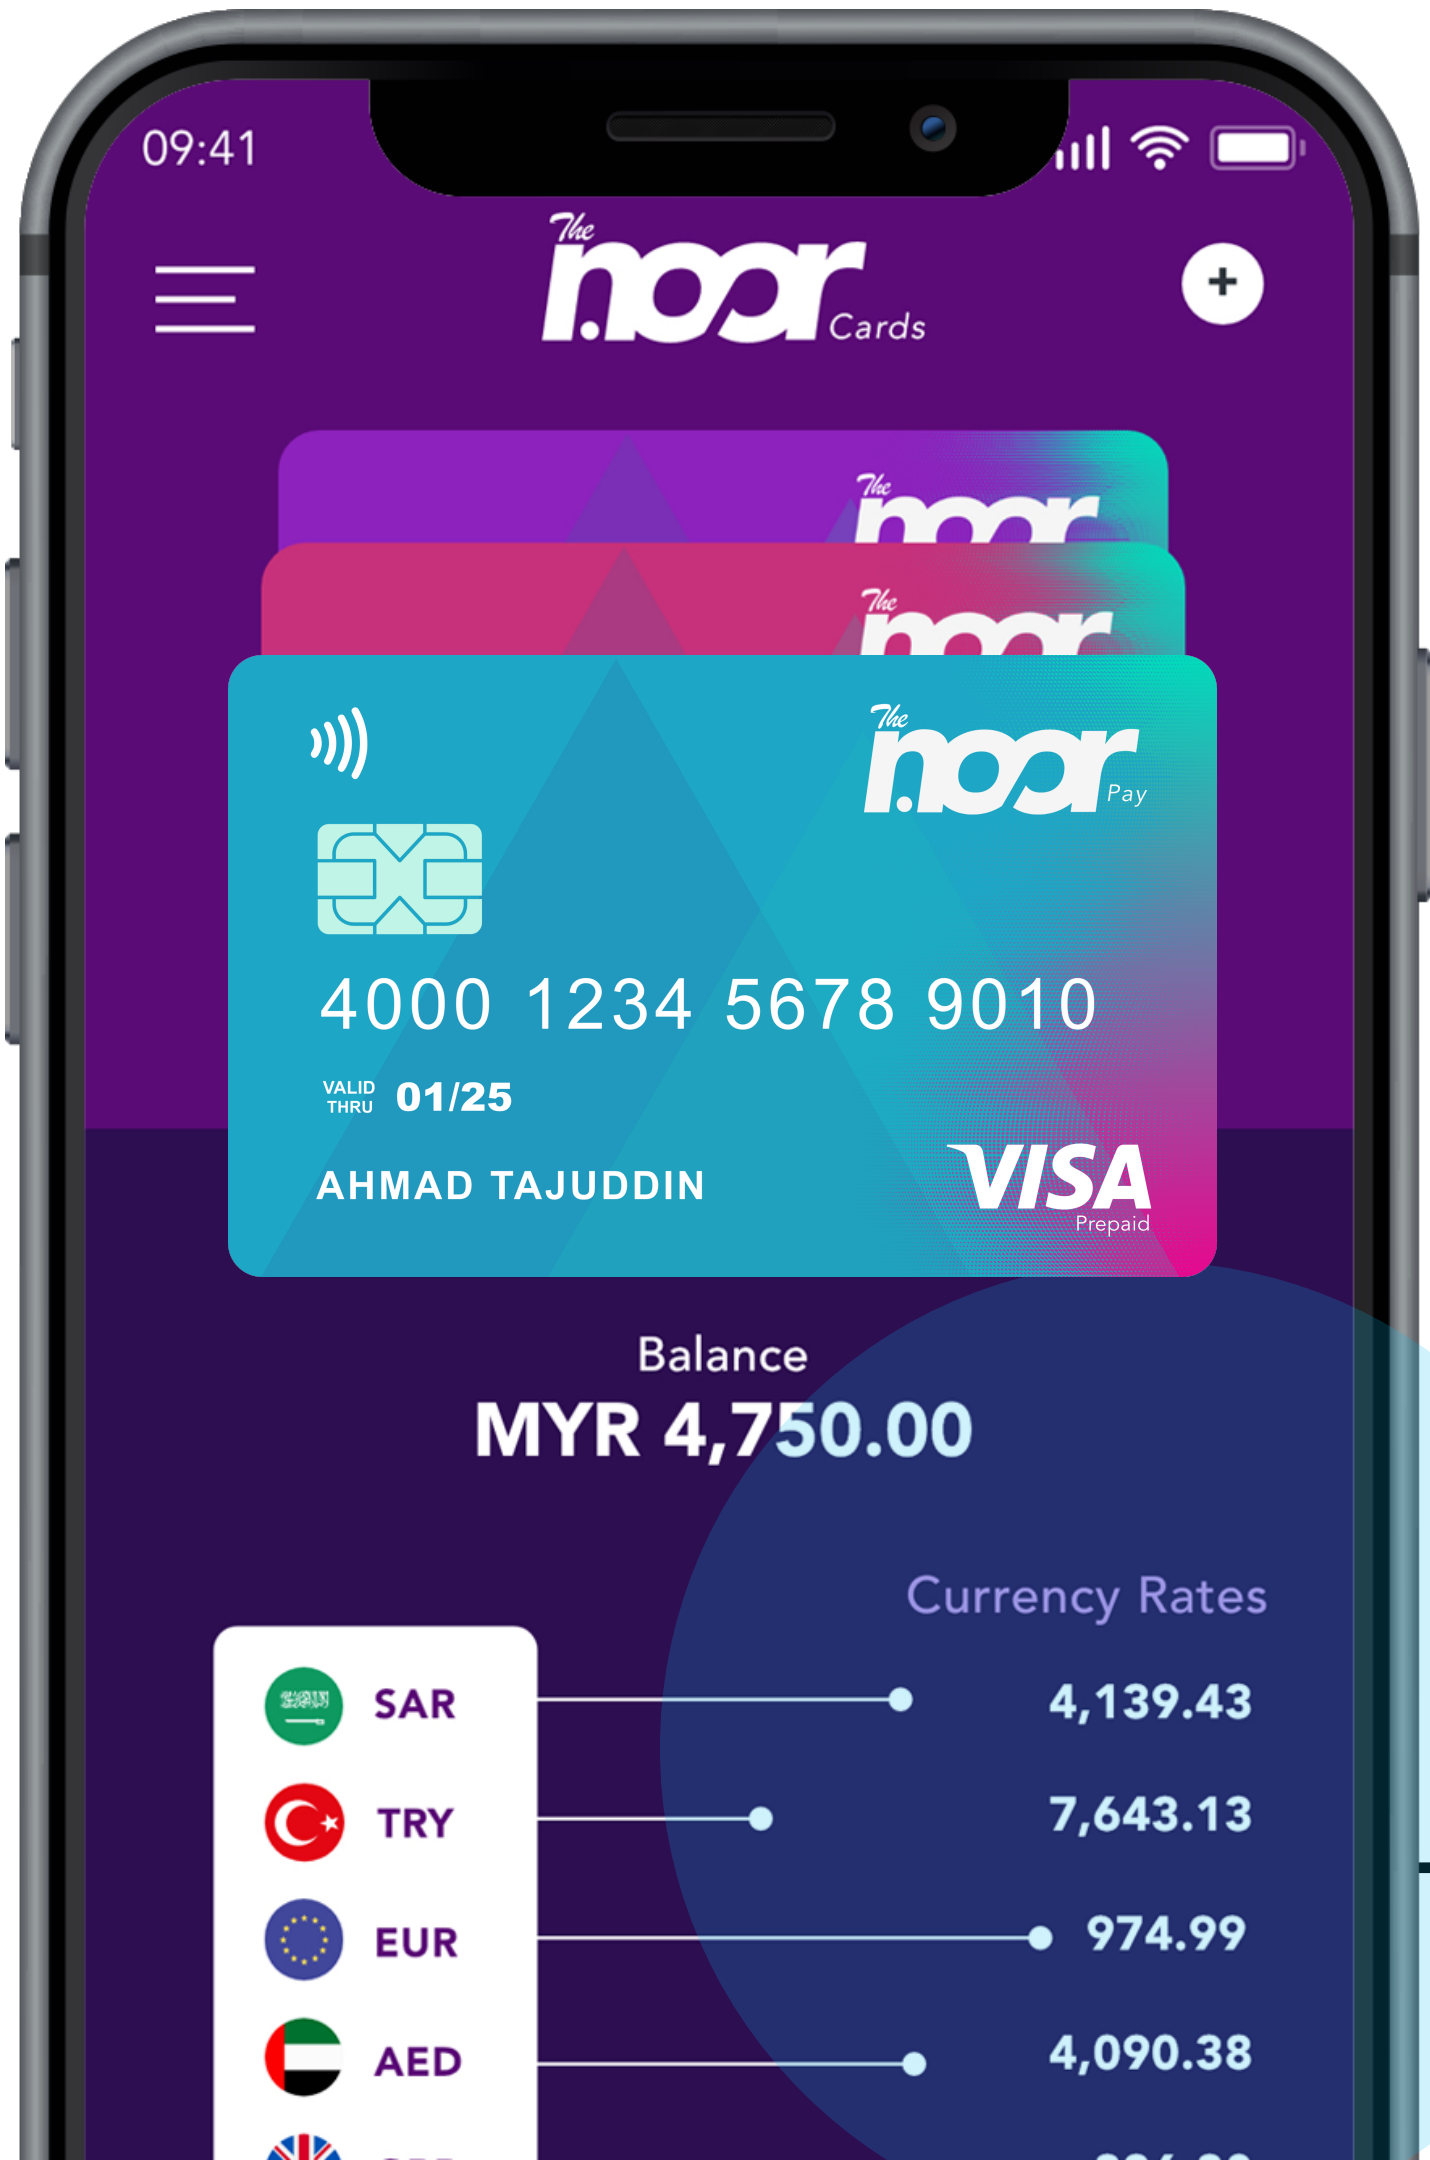 09:41
The noor Cards
The noor
The noor
The noor Pay
4000 1234 5678 9010
VALID THRU 01/25
AHMAD TAJUDDIN
VISA
Prepaid
Balance
MYR 4,750.00
Currency Rates
SAR 4,139.43
TRY 7,643.13
EUR 974.99
AED 4,090.38